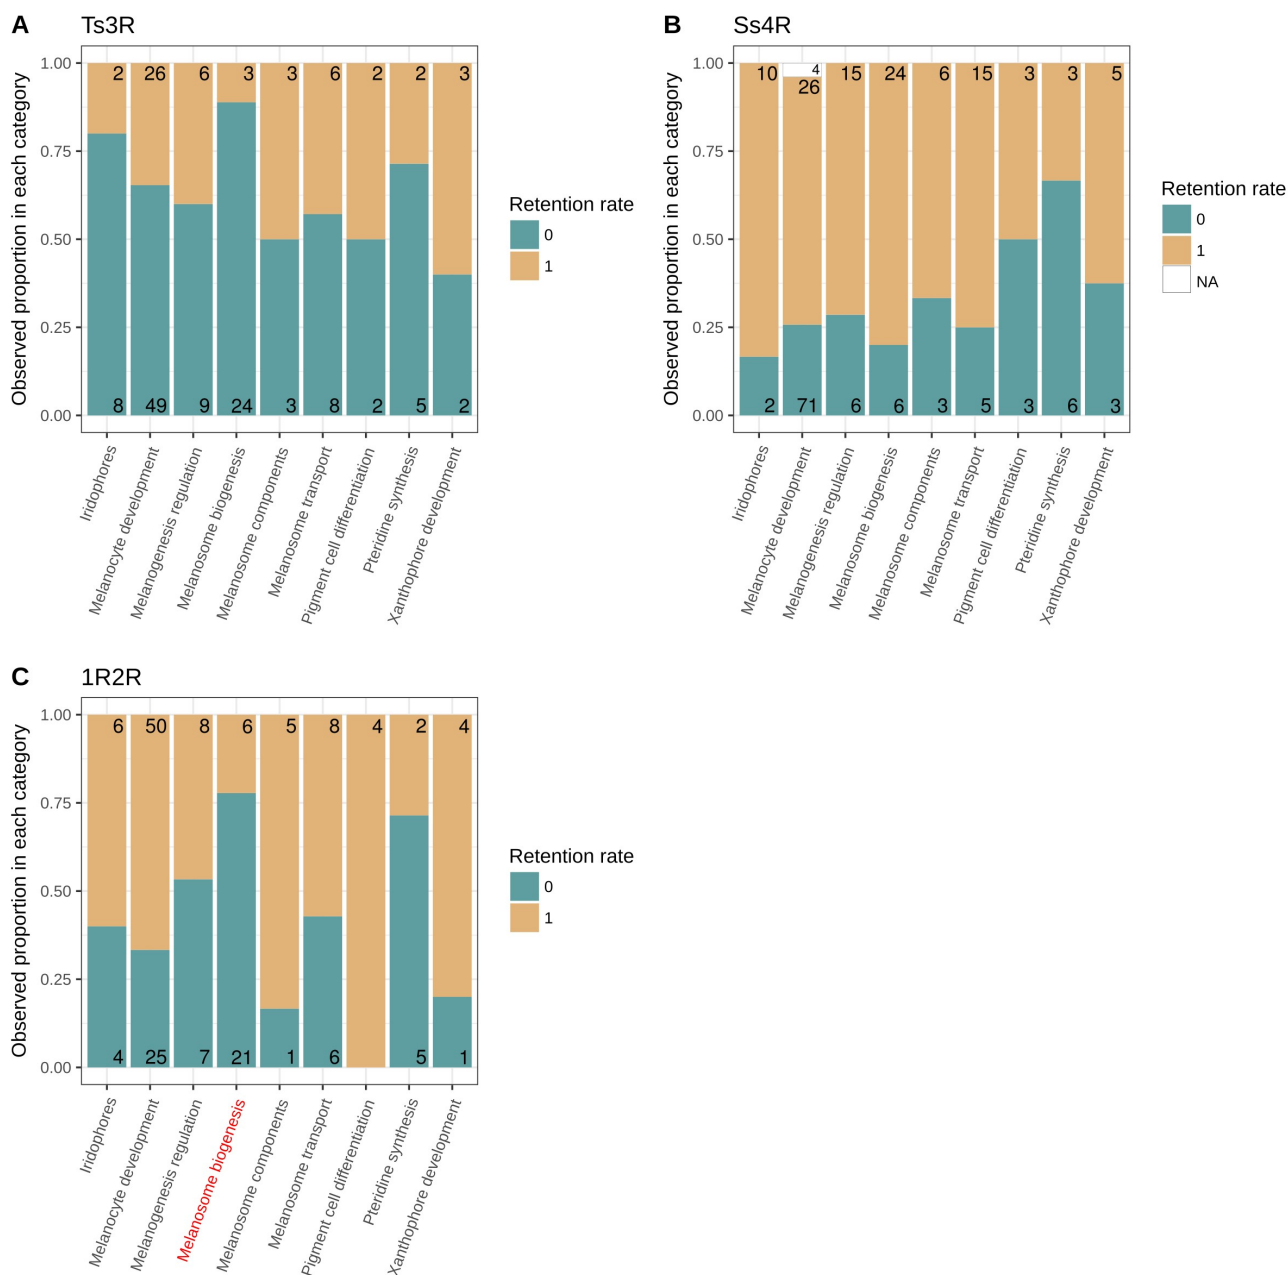 A
Ts3R
Observed proportion in each category
1.00
0.75
0.50
0.25
0.00
2 26 6 3 3 6 2 2 3
8 49 9 24 3 8 2 5 2
Iridophores
Melanocyte development
Melanogenesis regulation
Melanosome biogenesis
Melanosome components
Melanosome transport
Pigment cell differentiation
Pteridine synthesis
Xanthophore development
Retention rate
0
1
B
Ss4R
Observed proportion in each category
1.00
0.75
0.50
0.25
0.00
10 4 15 24 6 15 3 3 5
26
2 71 6 6 3 5 3 6 3
Iridophores
Melanocyte development
Melanogenesis regulation
Melanosome biogenesis
Melanosome components
Melanosome transport
Pigment cell differentiation
Pteridine synthesis
Xanthophore development
Retention rate
0
1
NA
C
1R2R
Observed proportion in each category
1.00
0.75
0.50
0.25
0.00
6 50 8 6 5 8 4 2 4
4 25 7 21 1 6 5 1
Iridophores
Melanocyte development
Melanogenesis regulation
Melanosome biogenesis
Melanosome components
Melanosome transport
Pigment cell differentiation
Pteridine synthesis
Xanthophore development
Retention rate
0
1